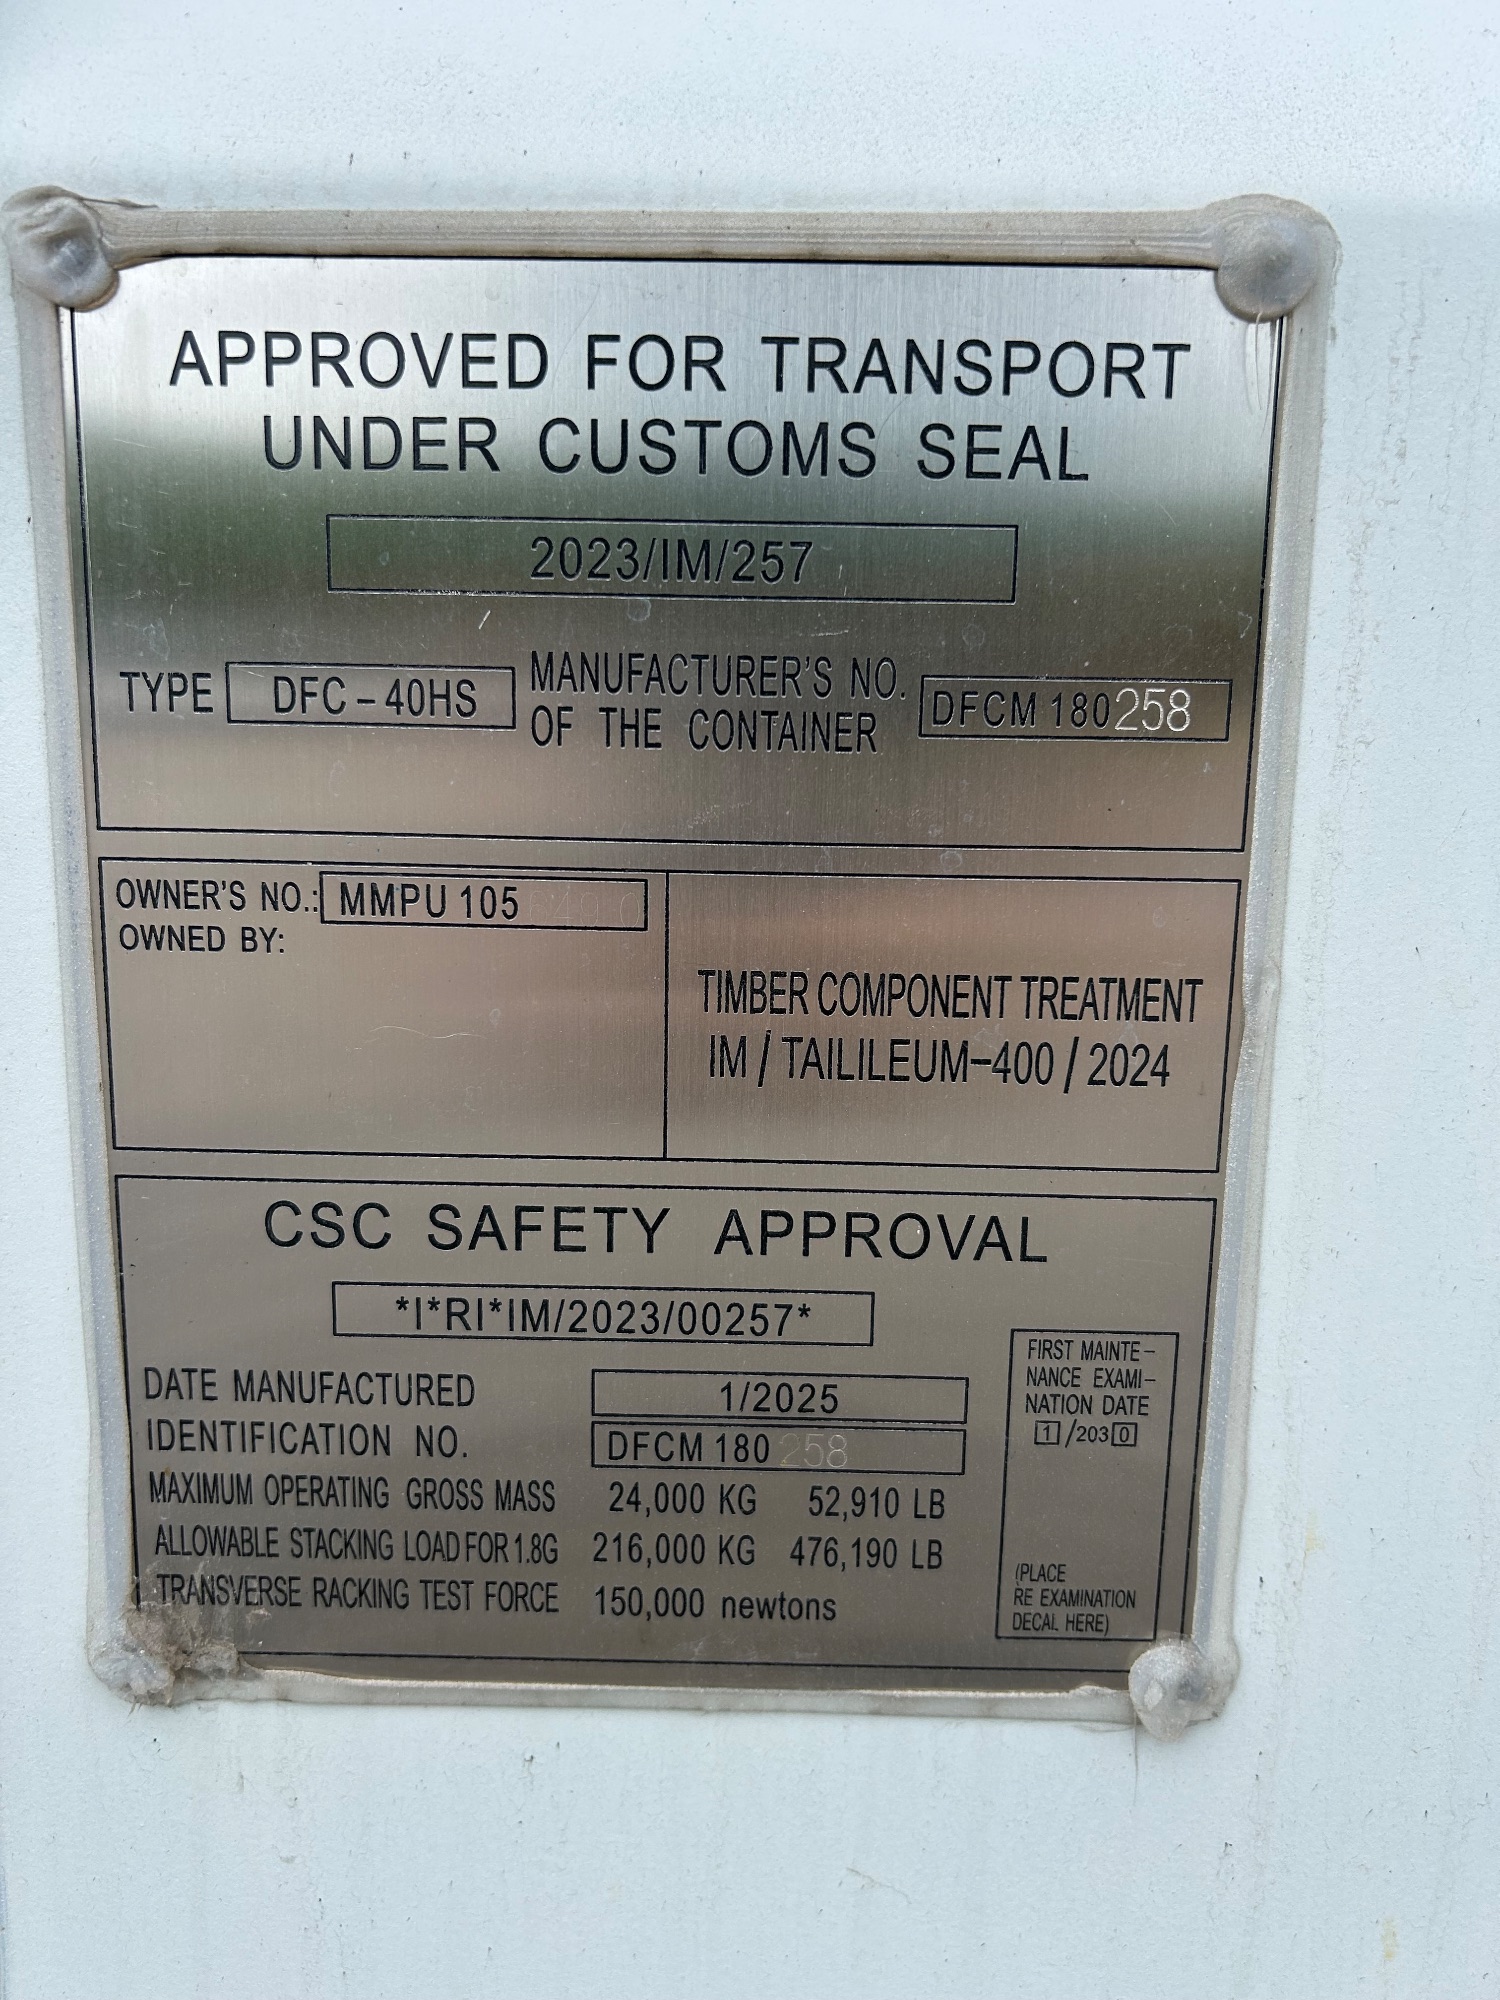 APPROVED FOR TRANSPORT
UNDER CUSTOMS SEAL
2023/IM/257
TYPE DFC-40HS MANUFACTURER'S NO. OF THE CONTAINER DFCM 180258
OWNER'S NO.: MMPU 105
OWNED BY:
TIMBER COMPONENT TREATMENT
IM / TAILILEUM-400 / 2024
CSC SAFETY APPROVAL
*I*RI*IM/2023/00257*
DATE MANUFACTURED 1/2025
IDENTIFICATION NO. DFCM 180258
MAXIMUM OPERATING GROSS MASS 24,000 KG 52,910 LB
ALLOWABLE STACKING LOAD FOR 1.8G 216,000 KG 476,190 LB
TRANSVERSE RACKING TEST FORCE 150,000 newtons
FIRST MAINTE-
NANCE EXAMI-
NATION DATE
1/2030
(PLACE
RE EXAMINATION
DECAL HERE)